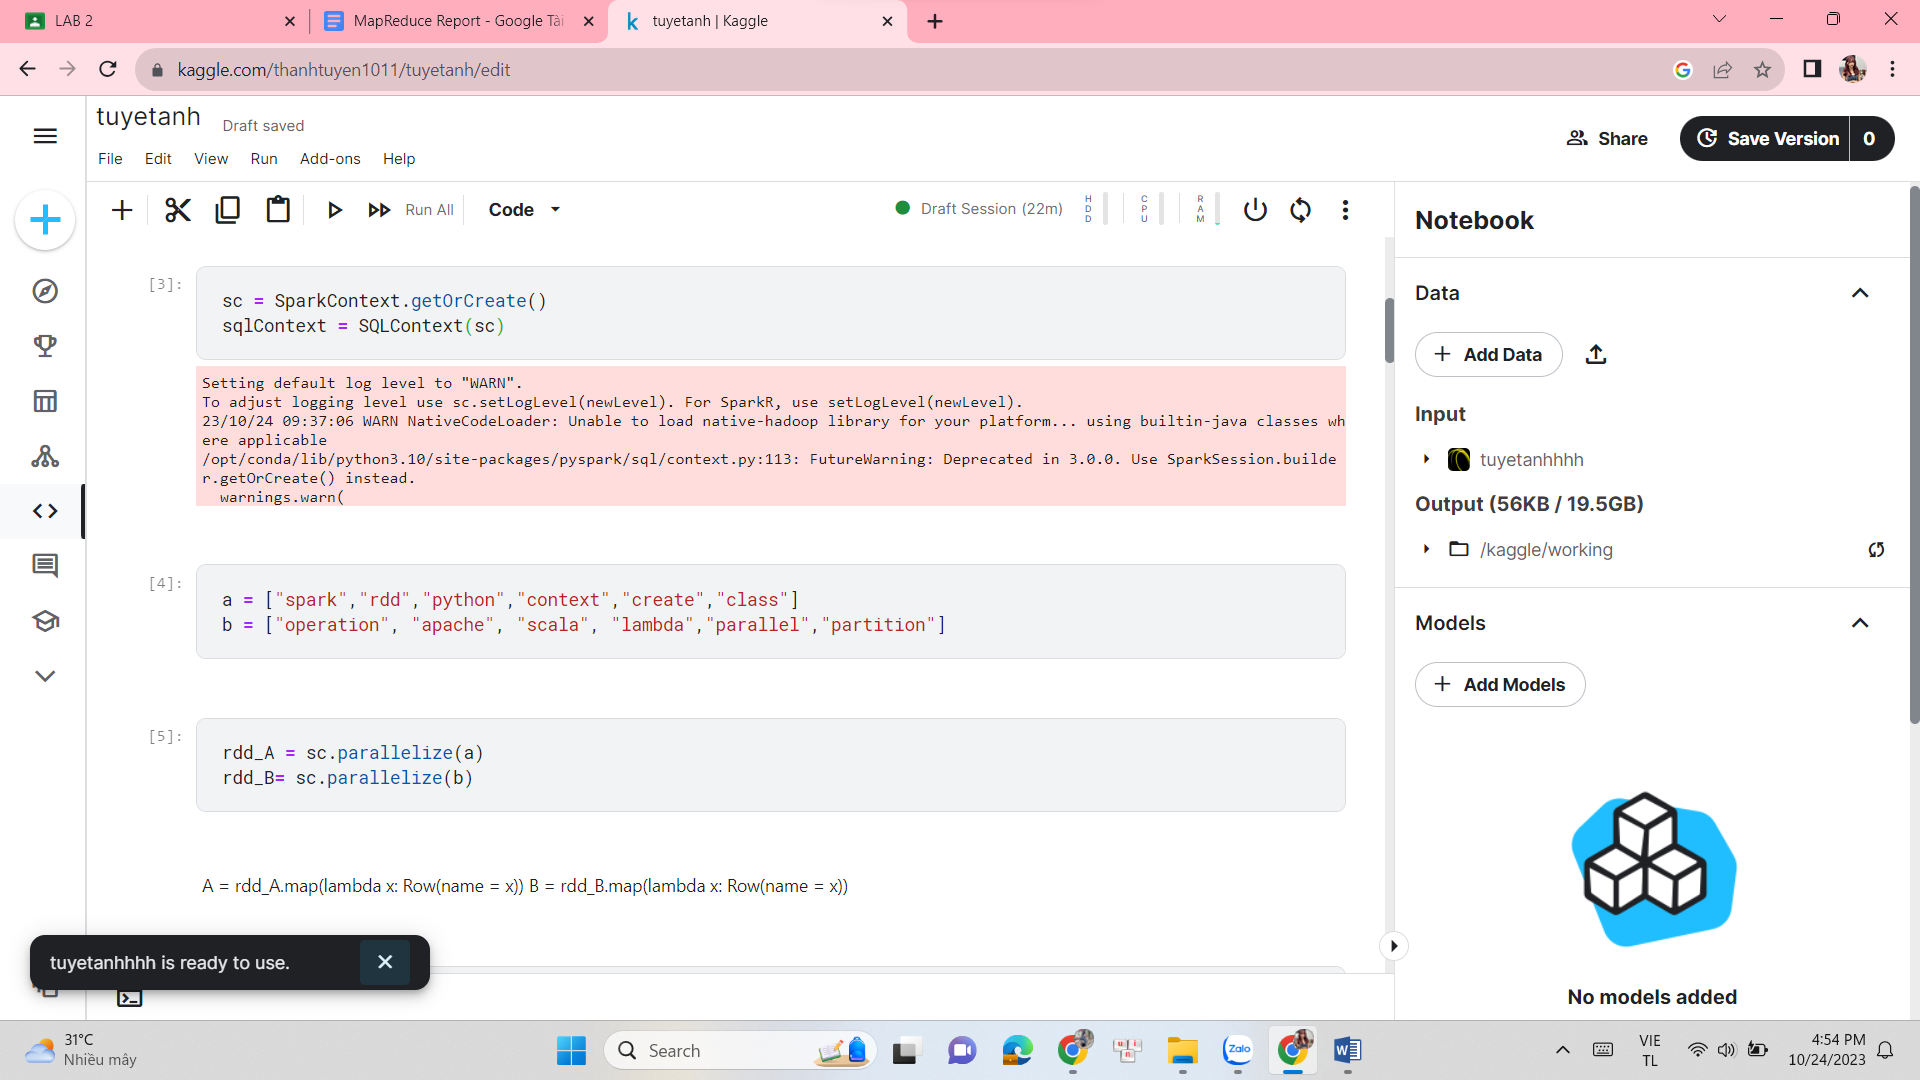 LAB 2
MapReduce Report - Google Tài
tuyetanh | Kaggle
kaggle.com/thanhtuyen1011/tuyetanh/edit
tuyetanh
Draft saved
File Edit View Run Add-ons Help
Share
Save Version 0
Run All
Code
Draft Session (22m)
HDD
CPU
RAM
[3]:
sc = SparkContext.getOrCreate()
sqlContext = SQLContext(sc)
Setting default log level to "WARN".
To adjust logging level use sc.setLogLevel(newLevel). For SparkR, use setLogLevel(newLevel).
23/10/24 09:37:06 WARN NativeCodeLoader: Unable to load native-hadoop library for your platform... using builtin-java classes wh
ere applicable
/opt/conda/lib/python3.10/site-packages/pyspark/sql/context.py:113: FutureWarning: Deprecated in 3.0.0. Use SparkSession.builde
r.getOrCreate() instead.
warnings.warn(
[4]:
a = ["spark","rdd","python","context","create","class"]
b = ["operation", "apache", "scala", "lambda","parallel","partition"]
[5]:
rdd_A = sc.parallelize(a)
rdd_B= sc.parallelize(b)
A = rdd_A.map(lambda x: Row(name = x)) B = rdd_B.map(lambda x: Row(name = x))
tuyetanhhhh is ready to use.
Notebook
Data
Add Data
Input
tuyetanhhhh
Output (56KB / 19.5GB)
/kaggle/working
Models
Add Models
No models added
31°C
Nhiều mây
Search
Zalo
VIE
TL
4:54 PM
10/24/2023